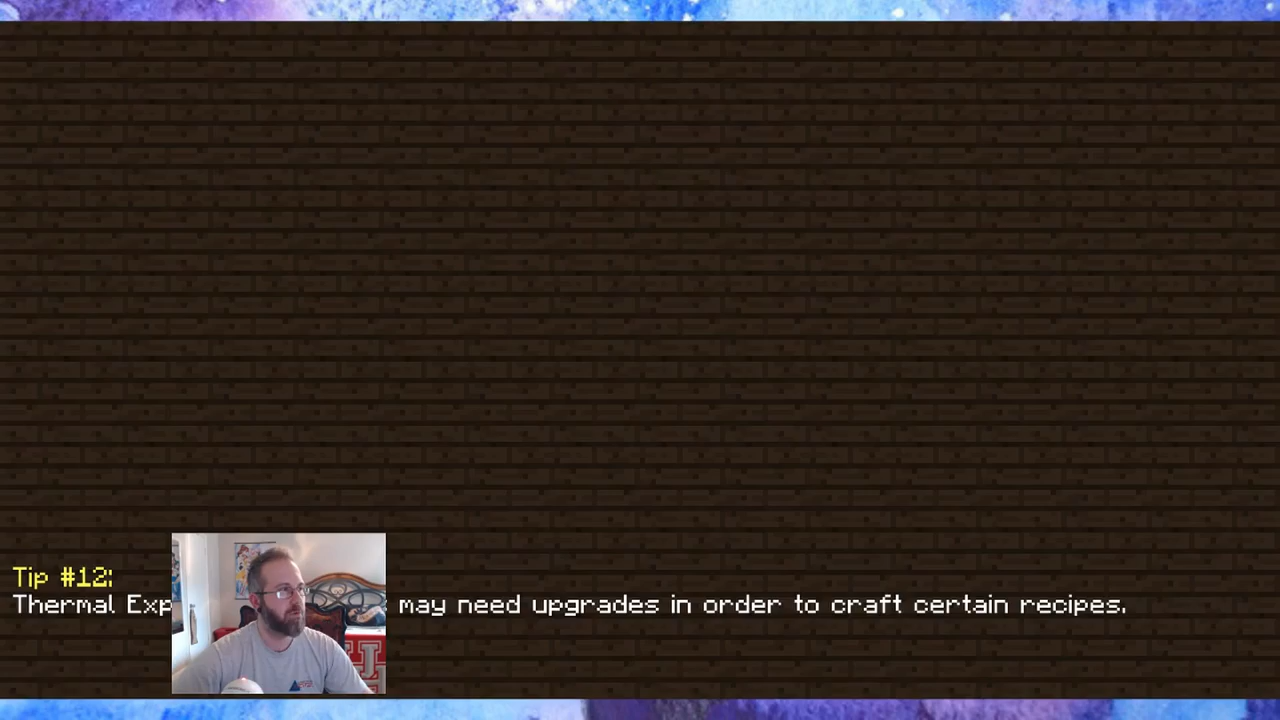 Tip #12:
Thermal Exp may need upgrades in order to craft certain recipes.